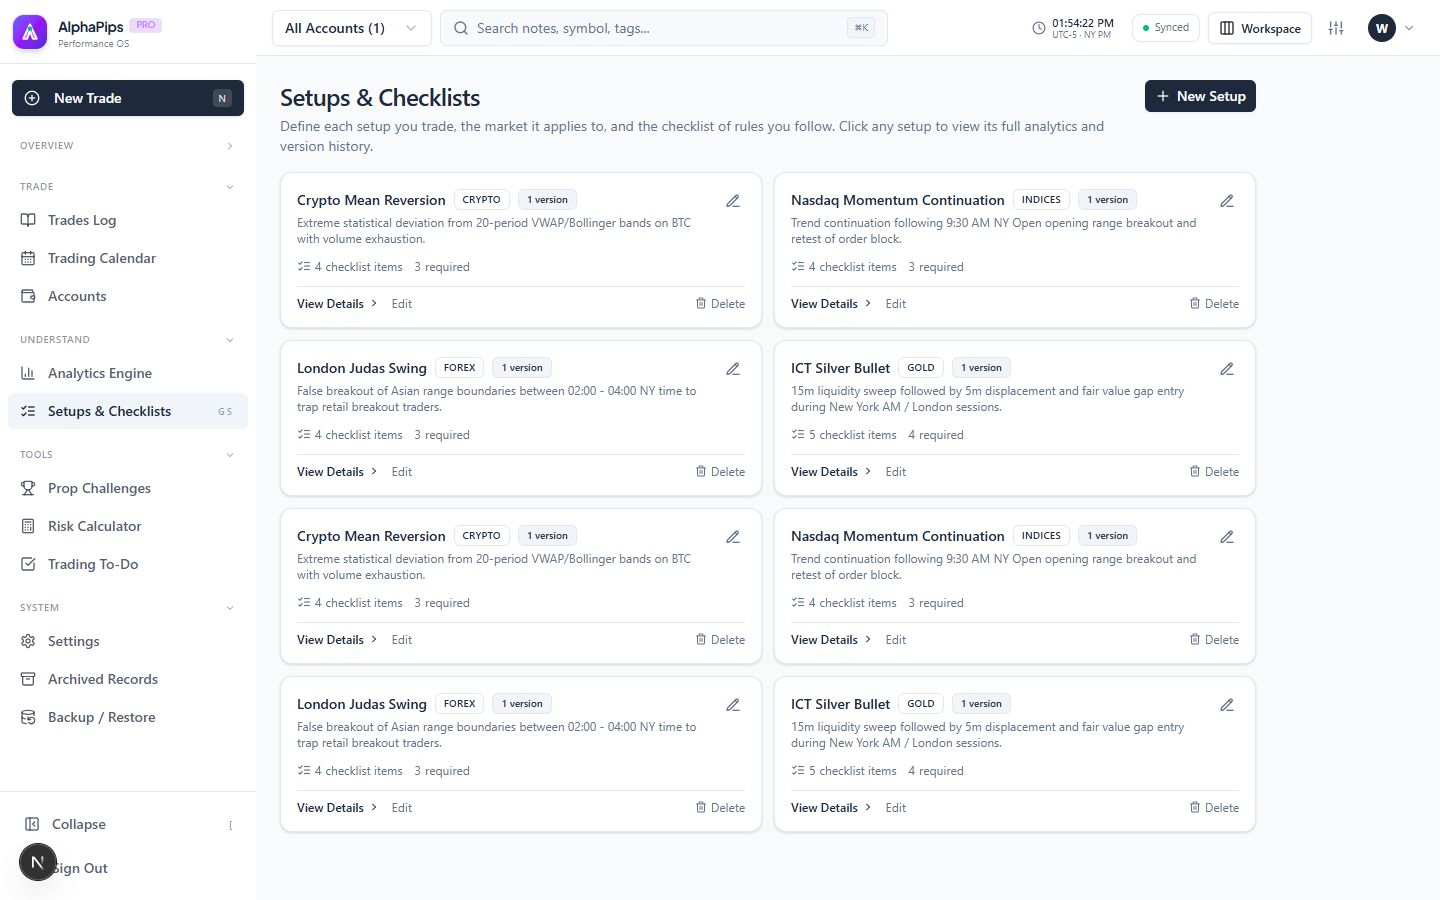 AlphaPips PRO
Performance OS
All Accounts (1)
Search notes, symbol, tags...
⌘K
01:54:22 PM
UTC-5 · NY PM
Synced
Workspace
W
New Trade
N
OVERVIEW
TRADE
Trades Log
Trading Calendar
Accounts
UNDERSTAND
Analytics Engine
Setups & Checklists
G S
TOOLS
Prop Challenges
Risk Calculator
Trading To-Do
SYSTEM
Settings
Archived Records
Backup / Restore
Collapse
[
N
Sign Out
Setups & Checklists
New Setup
Define each setup you trade, the market it applies to, and the checklist of rules you follow. Click any setup to view its full analytics and
version history.
Crypto Mean Reversion CRYPTO 1 version
Extreme statistical deviation from 20-period VWAP/Bollinger bands on BTC
with volume exhaustion.
4 checklist items 3 required
View Details Edit Delete
Nasdaq Momentum Continuation INDICES 1 version
Trend continuation following 9:30 AM NY Open opening range breakout and
retest of order block.
4 checklist items 3 required
View Details Edit Delete
London Judas Swing FOREX 1 version
False breakout of Asian range boundaries between 02:00 - 04:00 NY time to
trap retail breakout traders.
4 checklist items 3 required
View Details Edit Delete
ICT Silver Bullet GOLD 1 version
15m liquidity sweep followed by 5m displacement and fair value gap entry
during New York AM / London sessions.
5 checklist items 4 required
View Details Edit Delete
Crypto Mean Reversion CRYPTO 1 version
Extreme statistical deviation from 20-period VWAP/Bollinger bands on BTC
with volume exhaustion.
4 checklist items 3 required
View Details Edit Delete
Nasdaq Momentum Continuation INDICES 1 version
Trend continuation following 9:30 AM NY Open opening range breakout and
retest of order block.
4 checklist items 3 required
View Details Edit Delete
London Judas Swing FOREX 1 version
False breakout of Asian range boundaries between 02:00 - 04:00 NY time to
trap retail breakout traders.
4 checklist items 3 required
View Details Edit Delete
ICT Silver Bullet GOLD 1 version
15m liquidity sweep followed by 5m displacement and fair value gap entry
during New York AM / London sessions.
5 checklist items 4 required
View Details Edit Delete